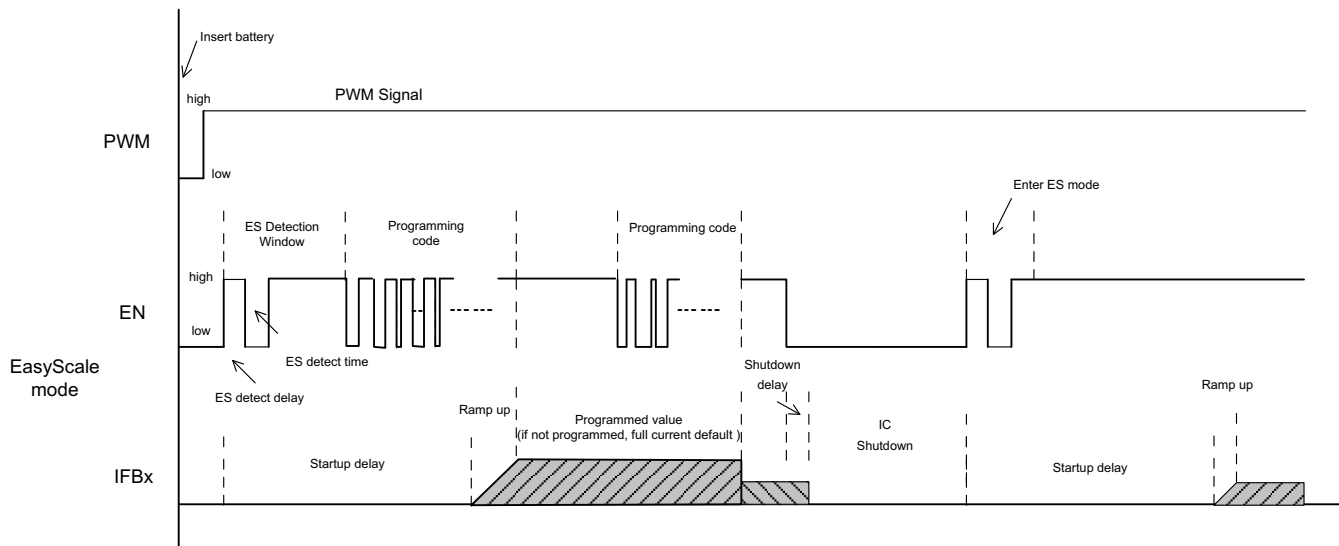 Insert battery
high
PWM Signal
PWM
low
Enter ES mode
ES Detection
Window
Programming
code
Programming code
high
EN
low
EasyScale
mode
ES detect time
ES detect delay
Shutdown
delay
Ramp up
Programmed value
(if not programmed, full current default )
IC
Shutdown
Ramp up
IFBx
Startup delay
Startup delay